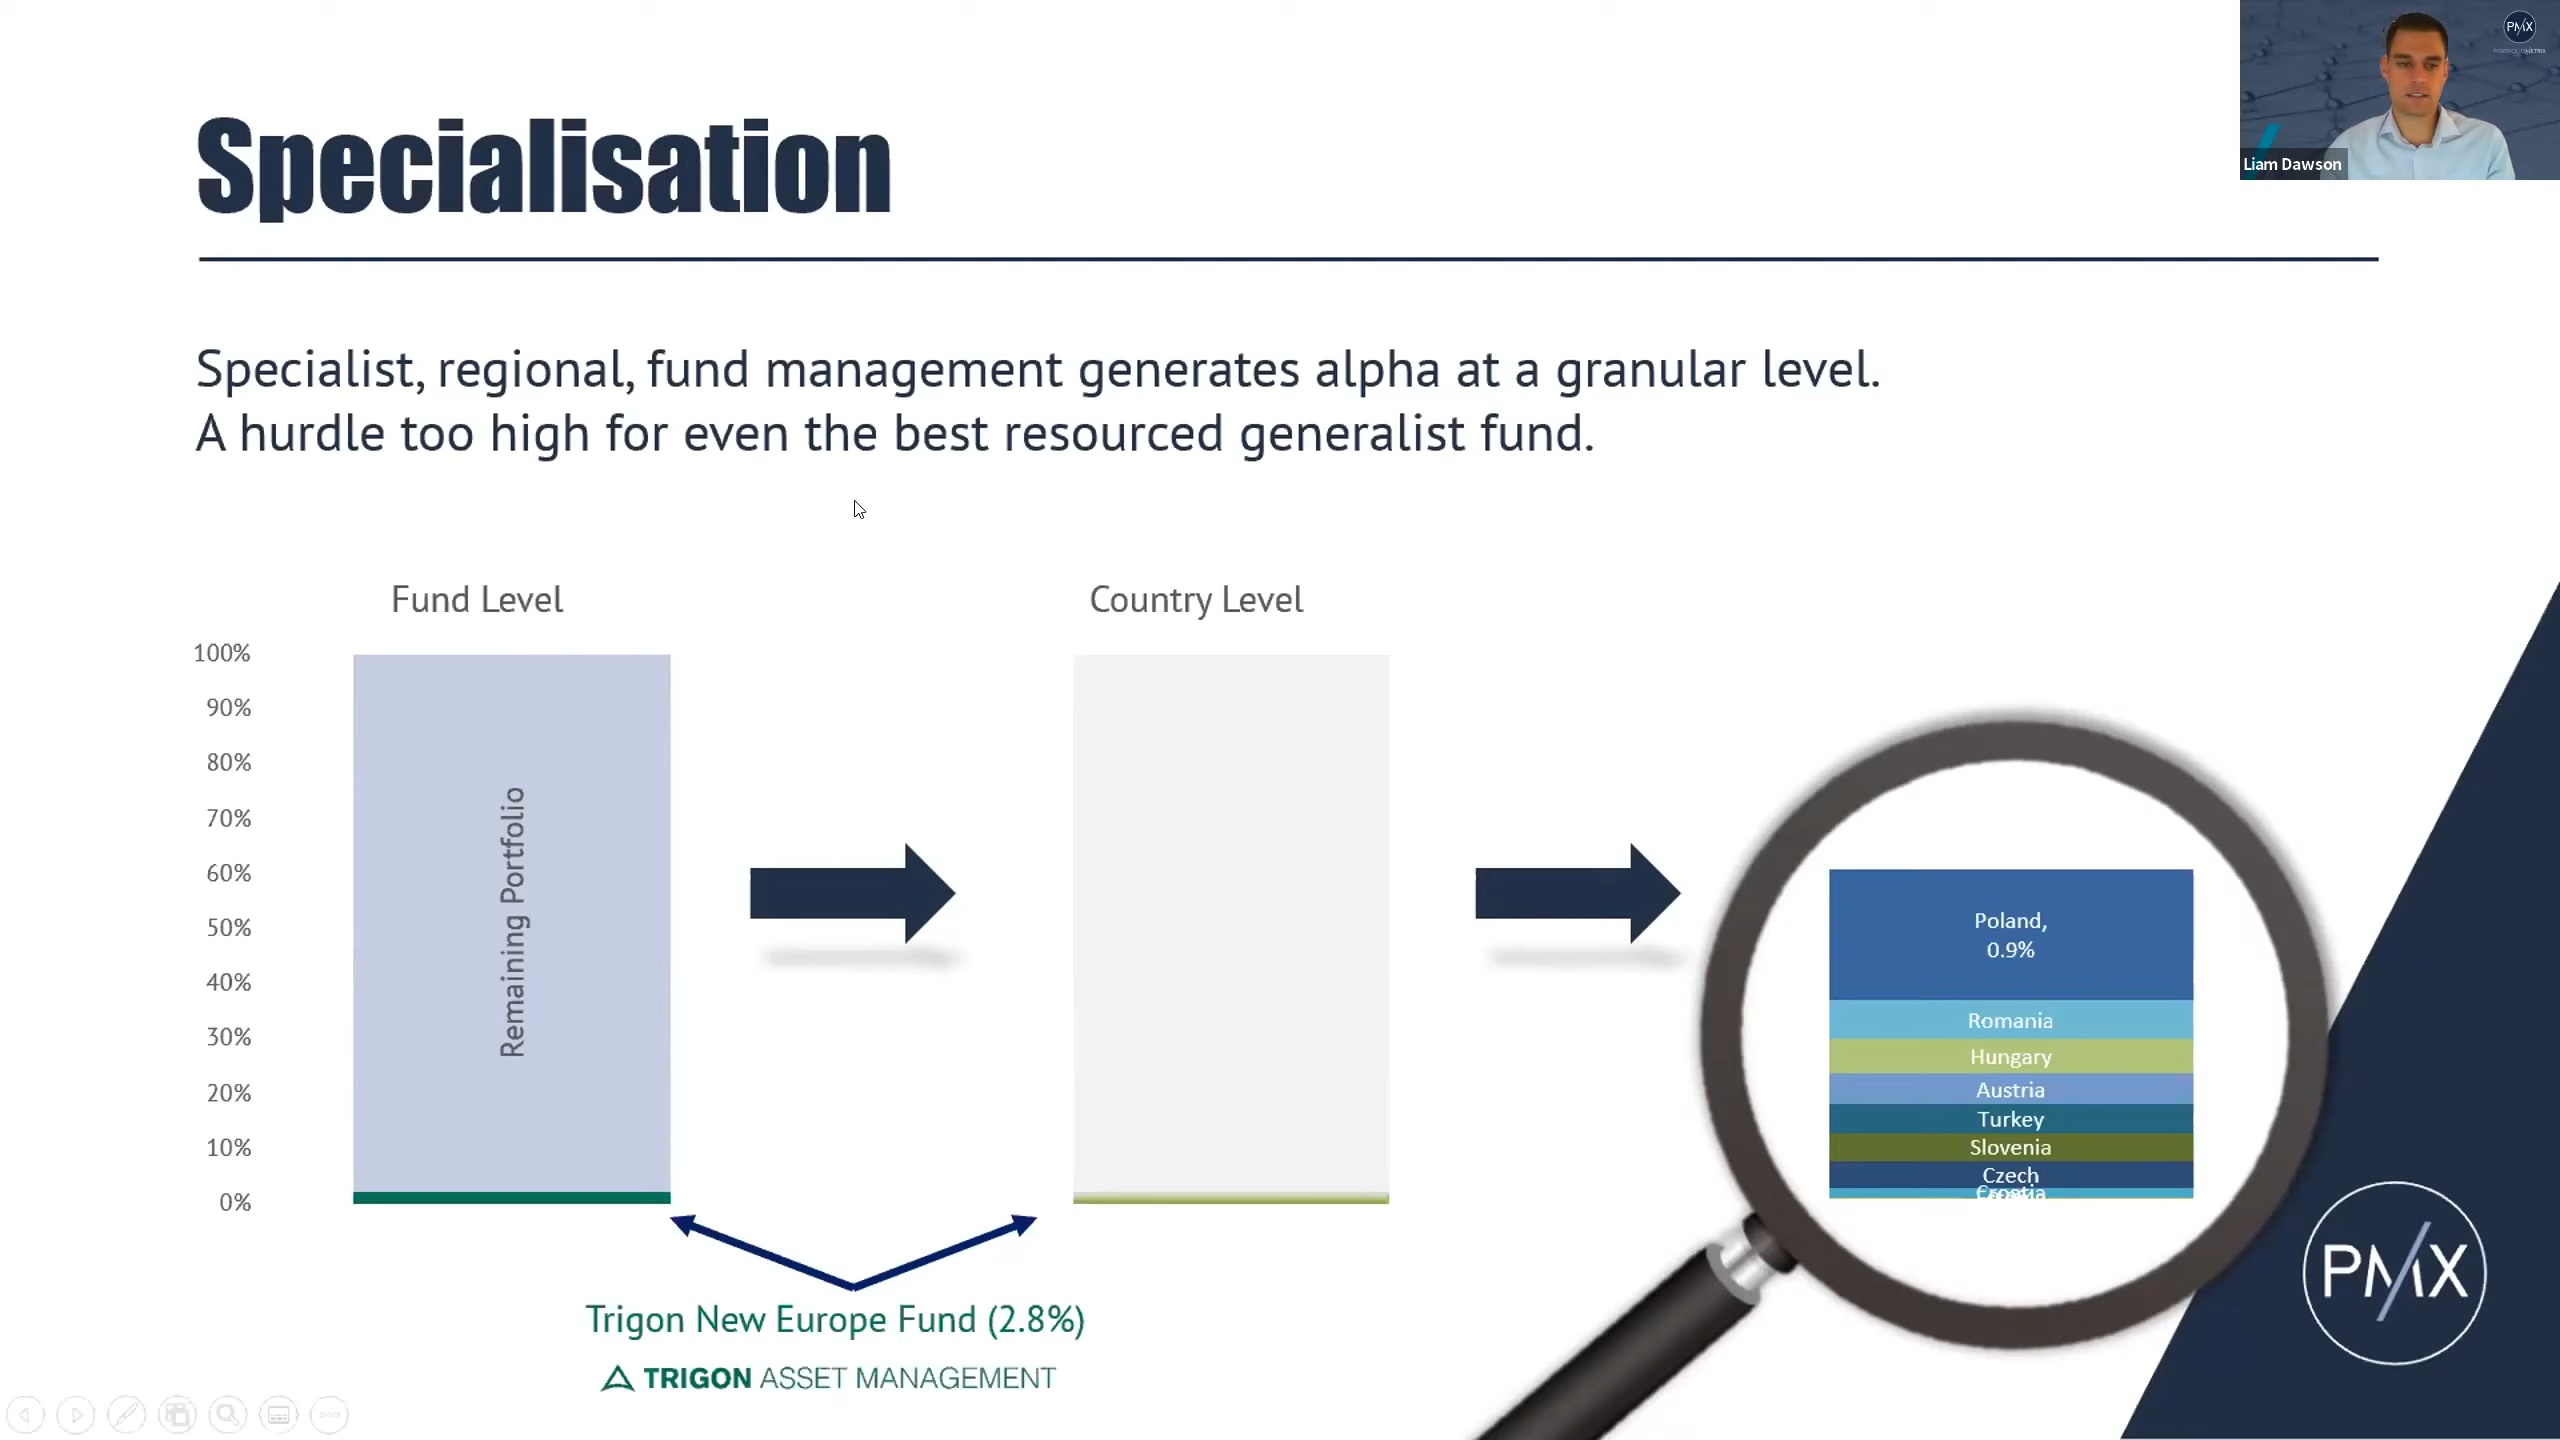 Specialisation
PMX
Liam Dawson
Specialist, regional, fund management generates alpha at a granular level.
A hurdle too high for even the best resourced generalist fund.
Fund Level
Country Level
100%
90%
80%
70%
60%
50%
40%
30%
20%
10%
0%
Remaining Portfolio
Poland,
0.9%
Romania
Hungary
Austria
Turkey
Slovenia
Czech
Croatia
Trigon New Europe Fund (2.8%)
TRIGON ASSET MANAGEMENT
PMX